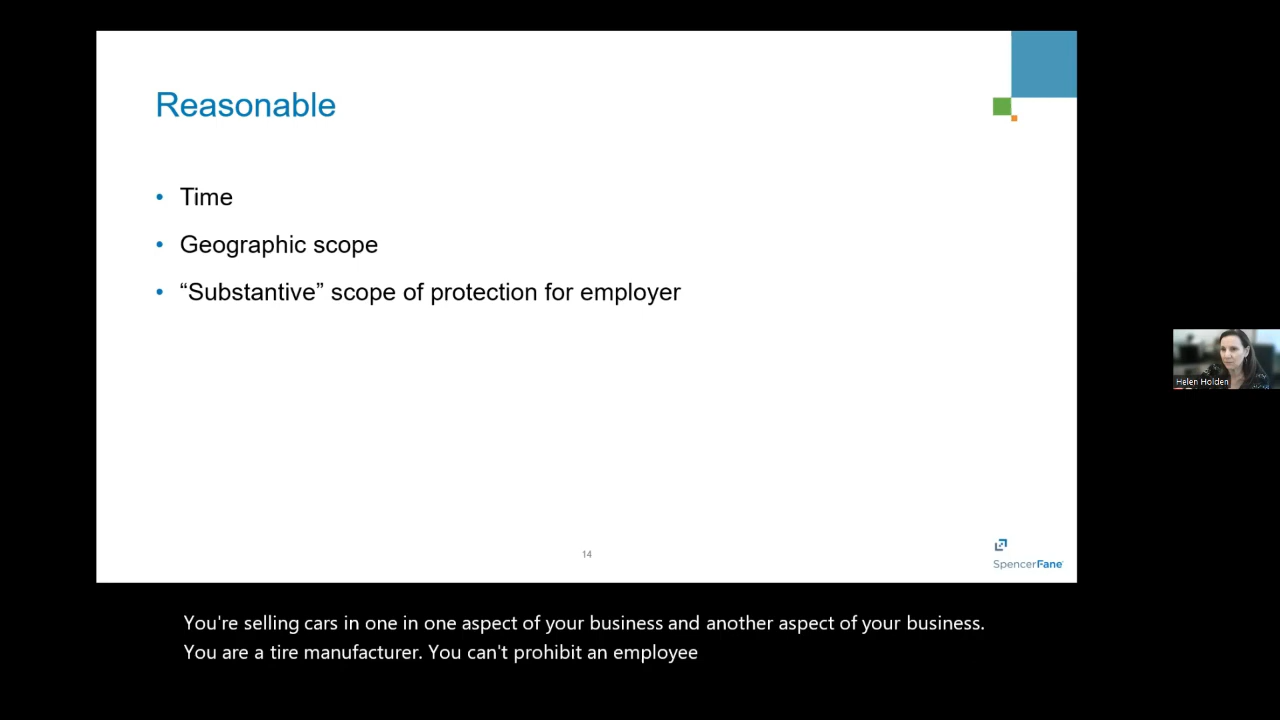 Reasonable
• Time
• Geographic scope
• “Substantive” scope of protection for employer
Helen Holden
14
SpencerFane
You're selling cars in one in one aspect of your business and another aspect of your business.
You are a tire manufacturer. You can't prohibit an employee